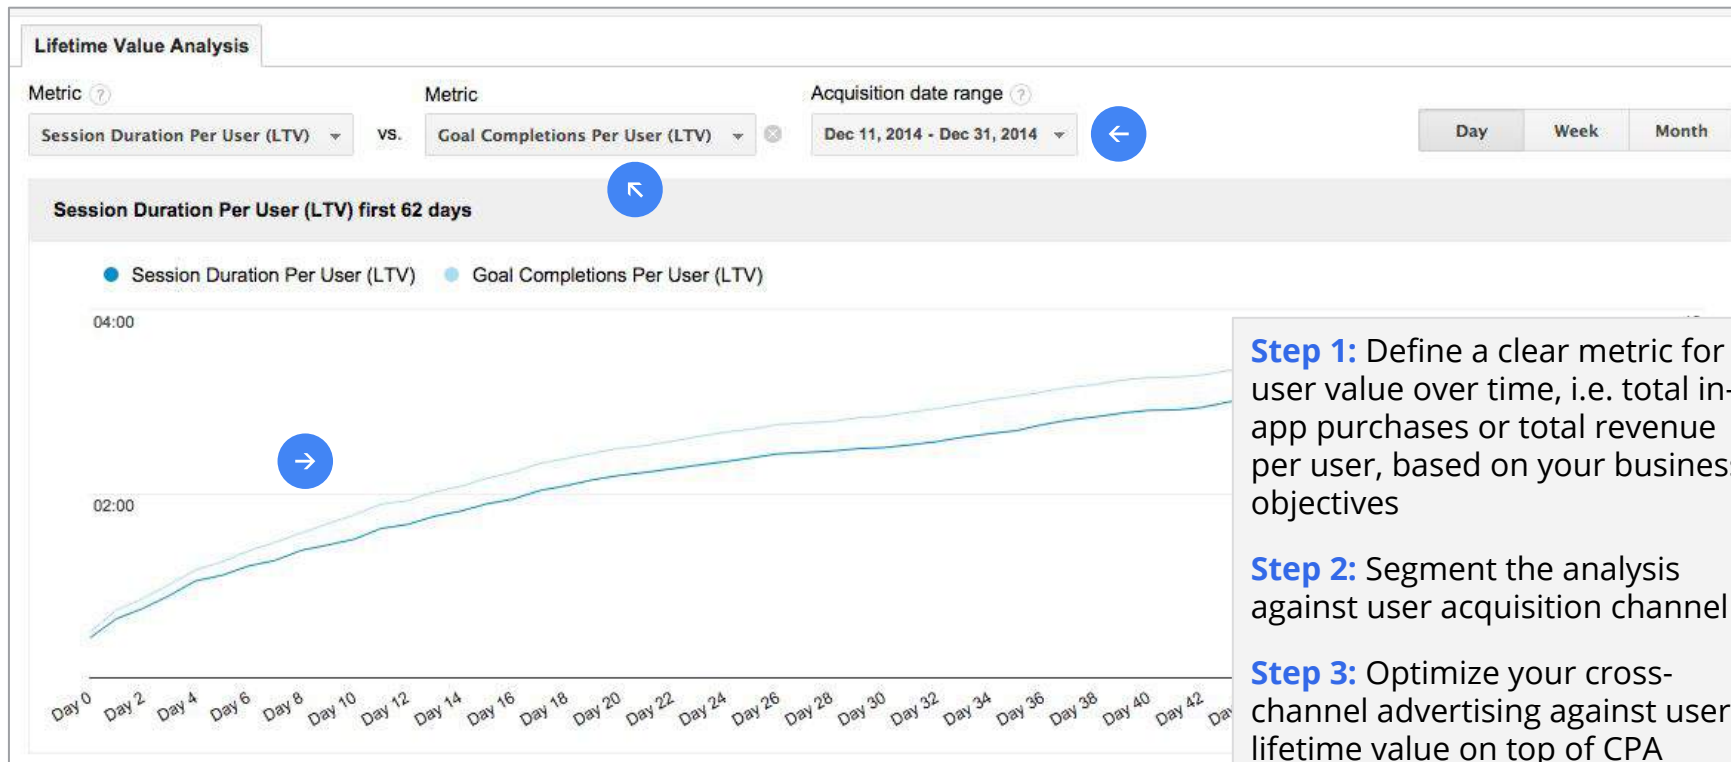 Lifetime Value Analysis
Metric ?
Metric
Acquisition date range ?
Session Duration Per User (LTV)
VS.
Goal Completions Per User (LTV)
Dec 11, 2014 - Dec 31, 2014
Day
Week
Month
Session Duration Per User (LTV) first 62 days
Session Duration Per User (LTV)
Goal Completions Per User (LTV)
04:00
02:00
Day 0 Day 2 Day 4 Day 6 Day 8 Day 10 Day 12 Day 14 Day 16 Day 18 Day 20 Day 22 Day 24 Day 26 Day 28 Day 30 Day 32 Day 34 Day 36 Day 38 Day 40 Day 42
Step 1: Define a clear metric for
user value over time, i.e. total in-
app purchases or total revenue
per user, based on your business
objectives
Step 2: Segment the analysis
against user acquisition channel
Step 3: Optimize your cross-
channel advertising against user
lifetime value on top of CPA